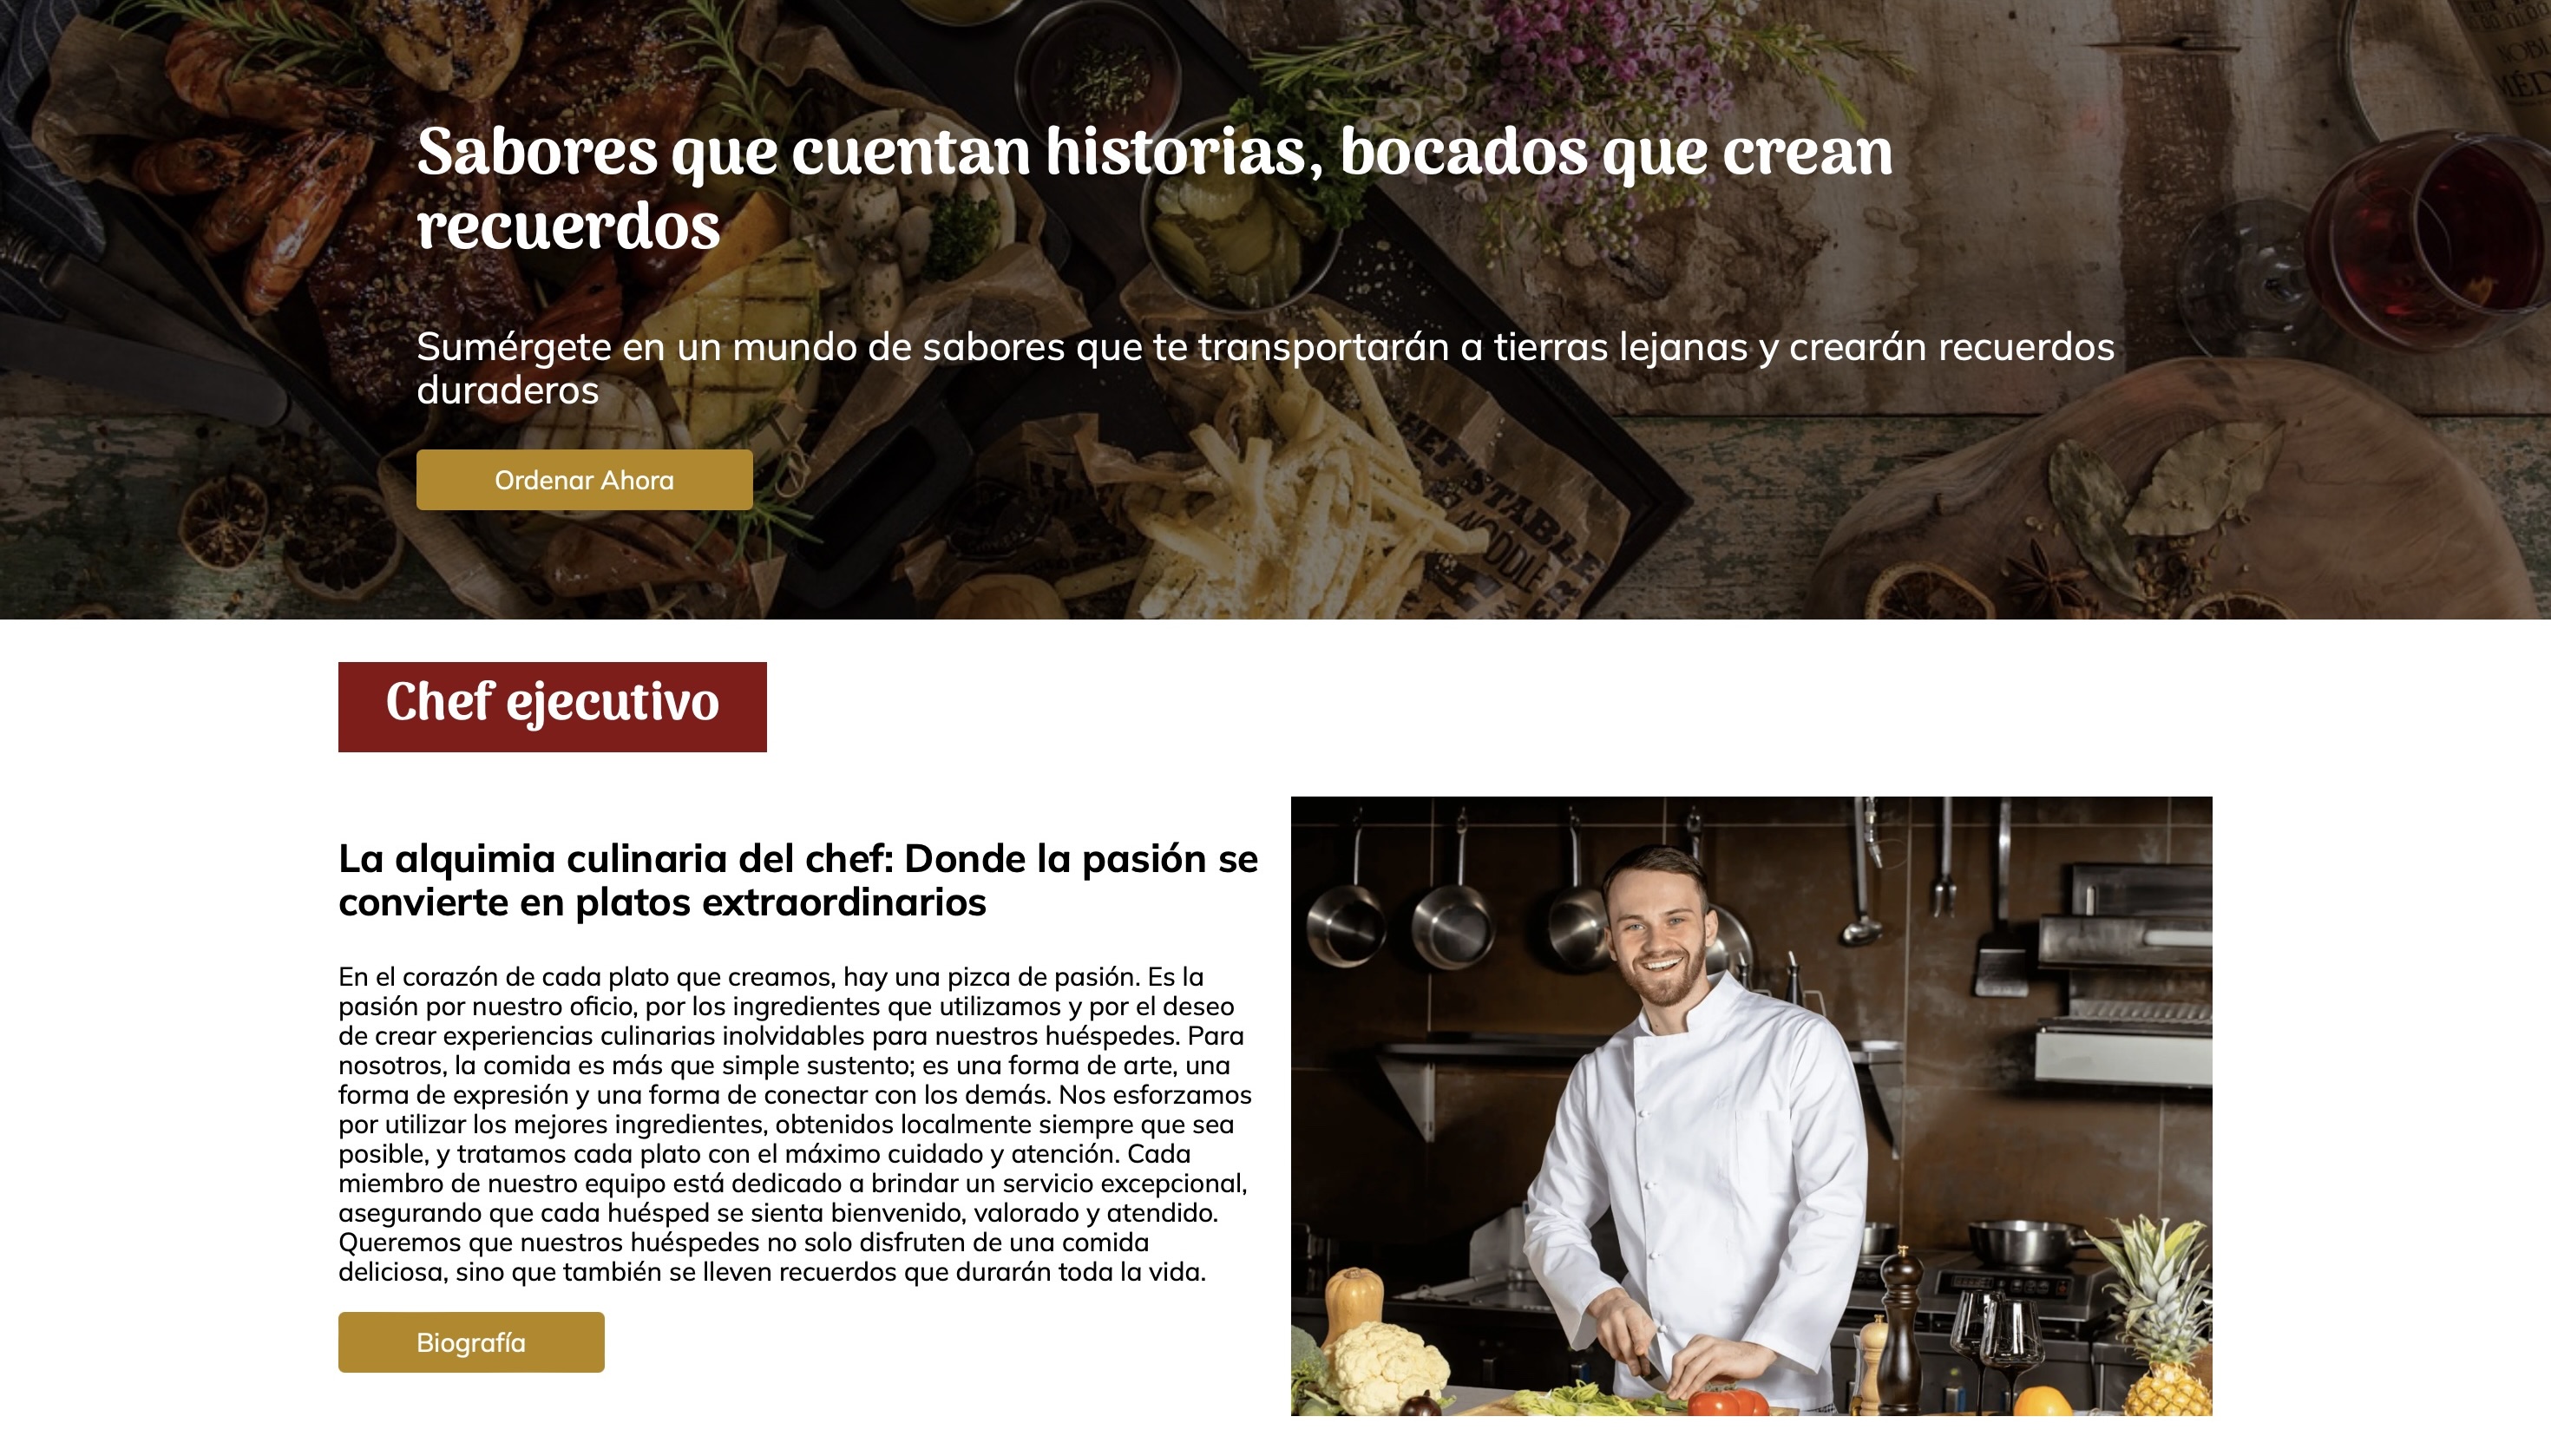 Sabores que cuentan historias, bocados que crean
recuerdos
Sumérgete en un mundo de sabores que te transportarán a tierras lejanas y crearán recuerdos
duraderos
Ordenar Ahora
CHEF'S TABLE
NOODLE
Chef ejecutivo
La alquimia culinaria del chef: Donde la pasión se
convierte en platos extraordinarios
En el corazón de cada plato que creamos, hay una pizca de pasión. Es la
pasión por nuestro oficio, por los ingredientes que utilizamos y por el deseo
de crear experiencias culinarias inolvidables para nuestros huéspedes. Para
nosotros, la comida es más que simple sustento; es una forma de arte, una
forma de expresión y una forma de conectar con los demás. Nos esforzamos
por utilizar los mejores ingredientes, obtenidos localmente siempre que sea
posible, y tratamos cada plato con el máximo cuidado y atención. Cada
miembro de nuestro equipo está dedicado a brindar un servicio excepcional,
asegurando que cada huésped se sienta bienvenido, valorado y atendido.
Queremos que nuestros huéspedes no solo disfruten de una comida
deliciosa, sino que también se lleven recuerdos que durarán toda la vida.
Biografía